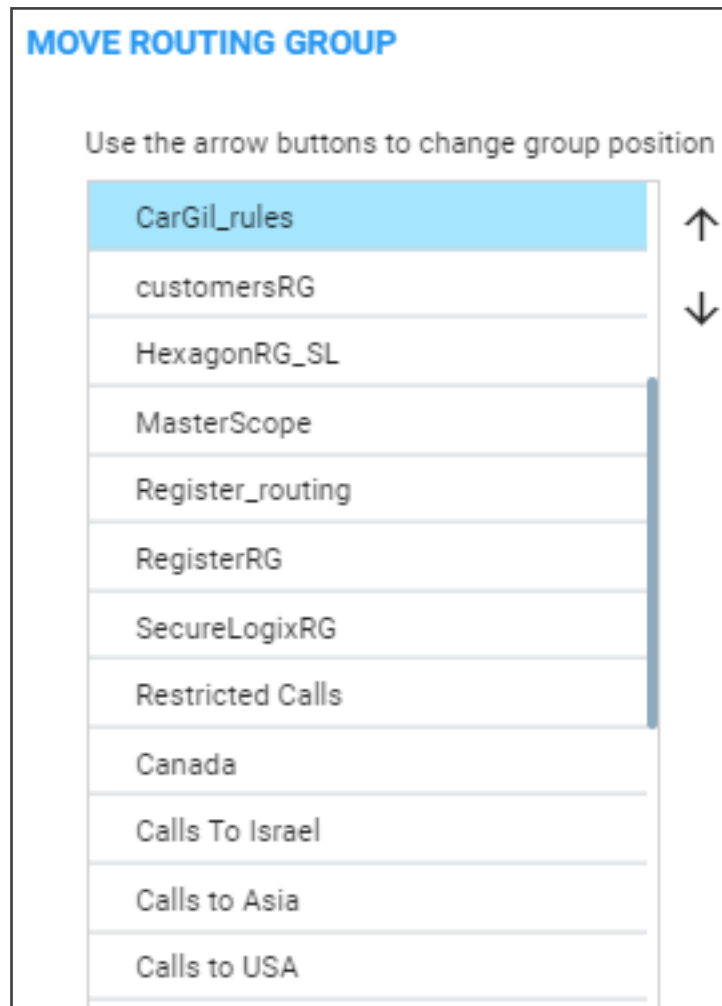 MOVE ROUTING GROUP
Use the arrow buttons to change group position
CarGil_rules
customersRG
HexagonRG_SL
MasterScope
Register_routing
RegisterRG
SecureLogixRG
Restricted Calls
Canada
Calls To Israel
Calls to Asia
Calls to USA